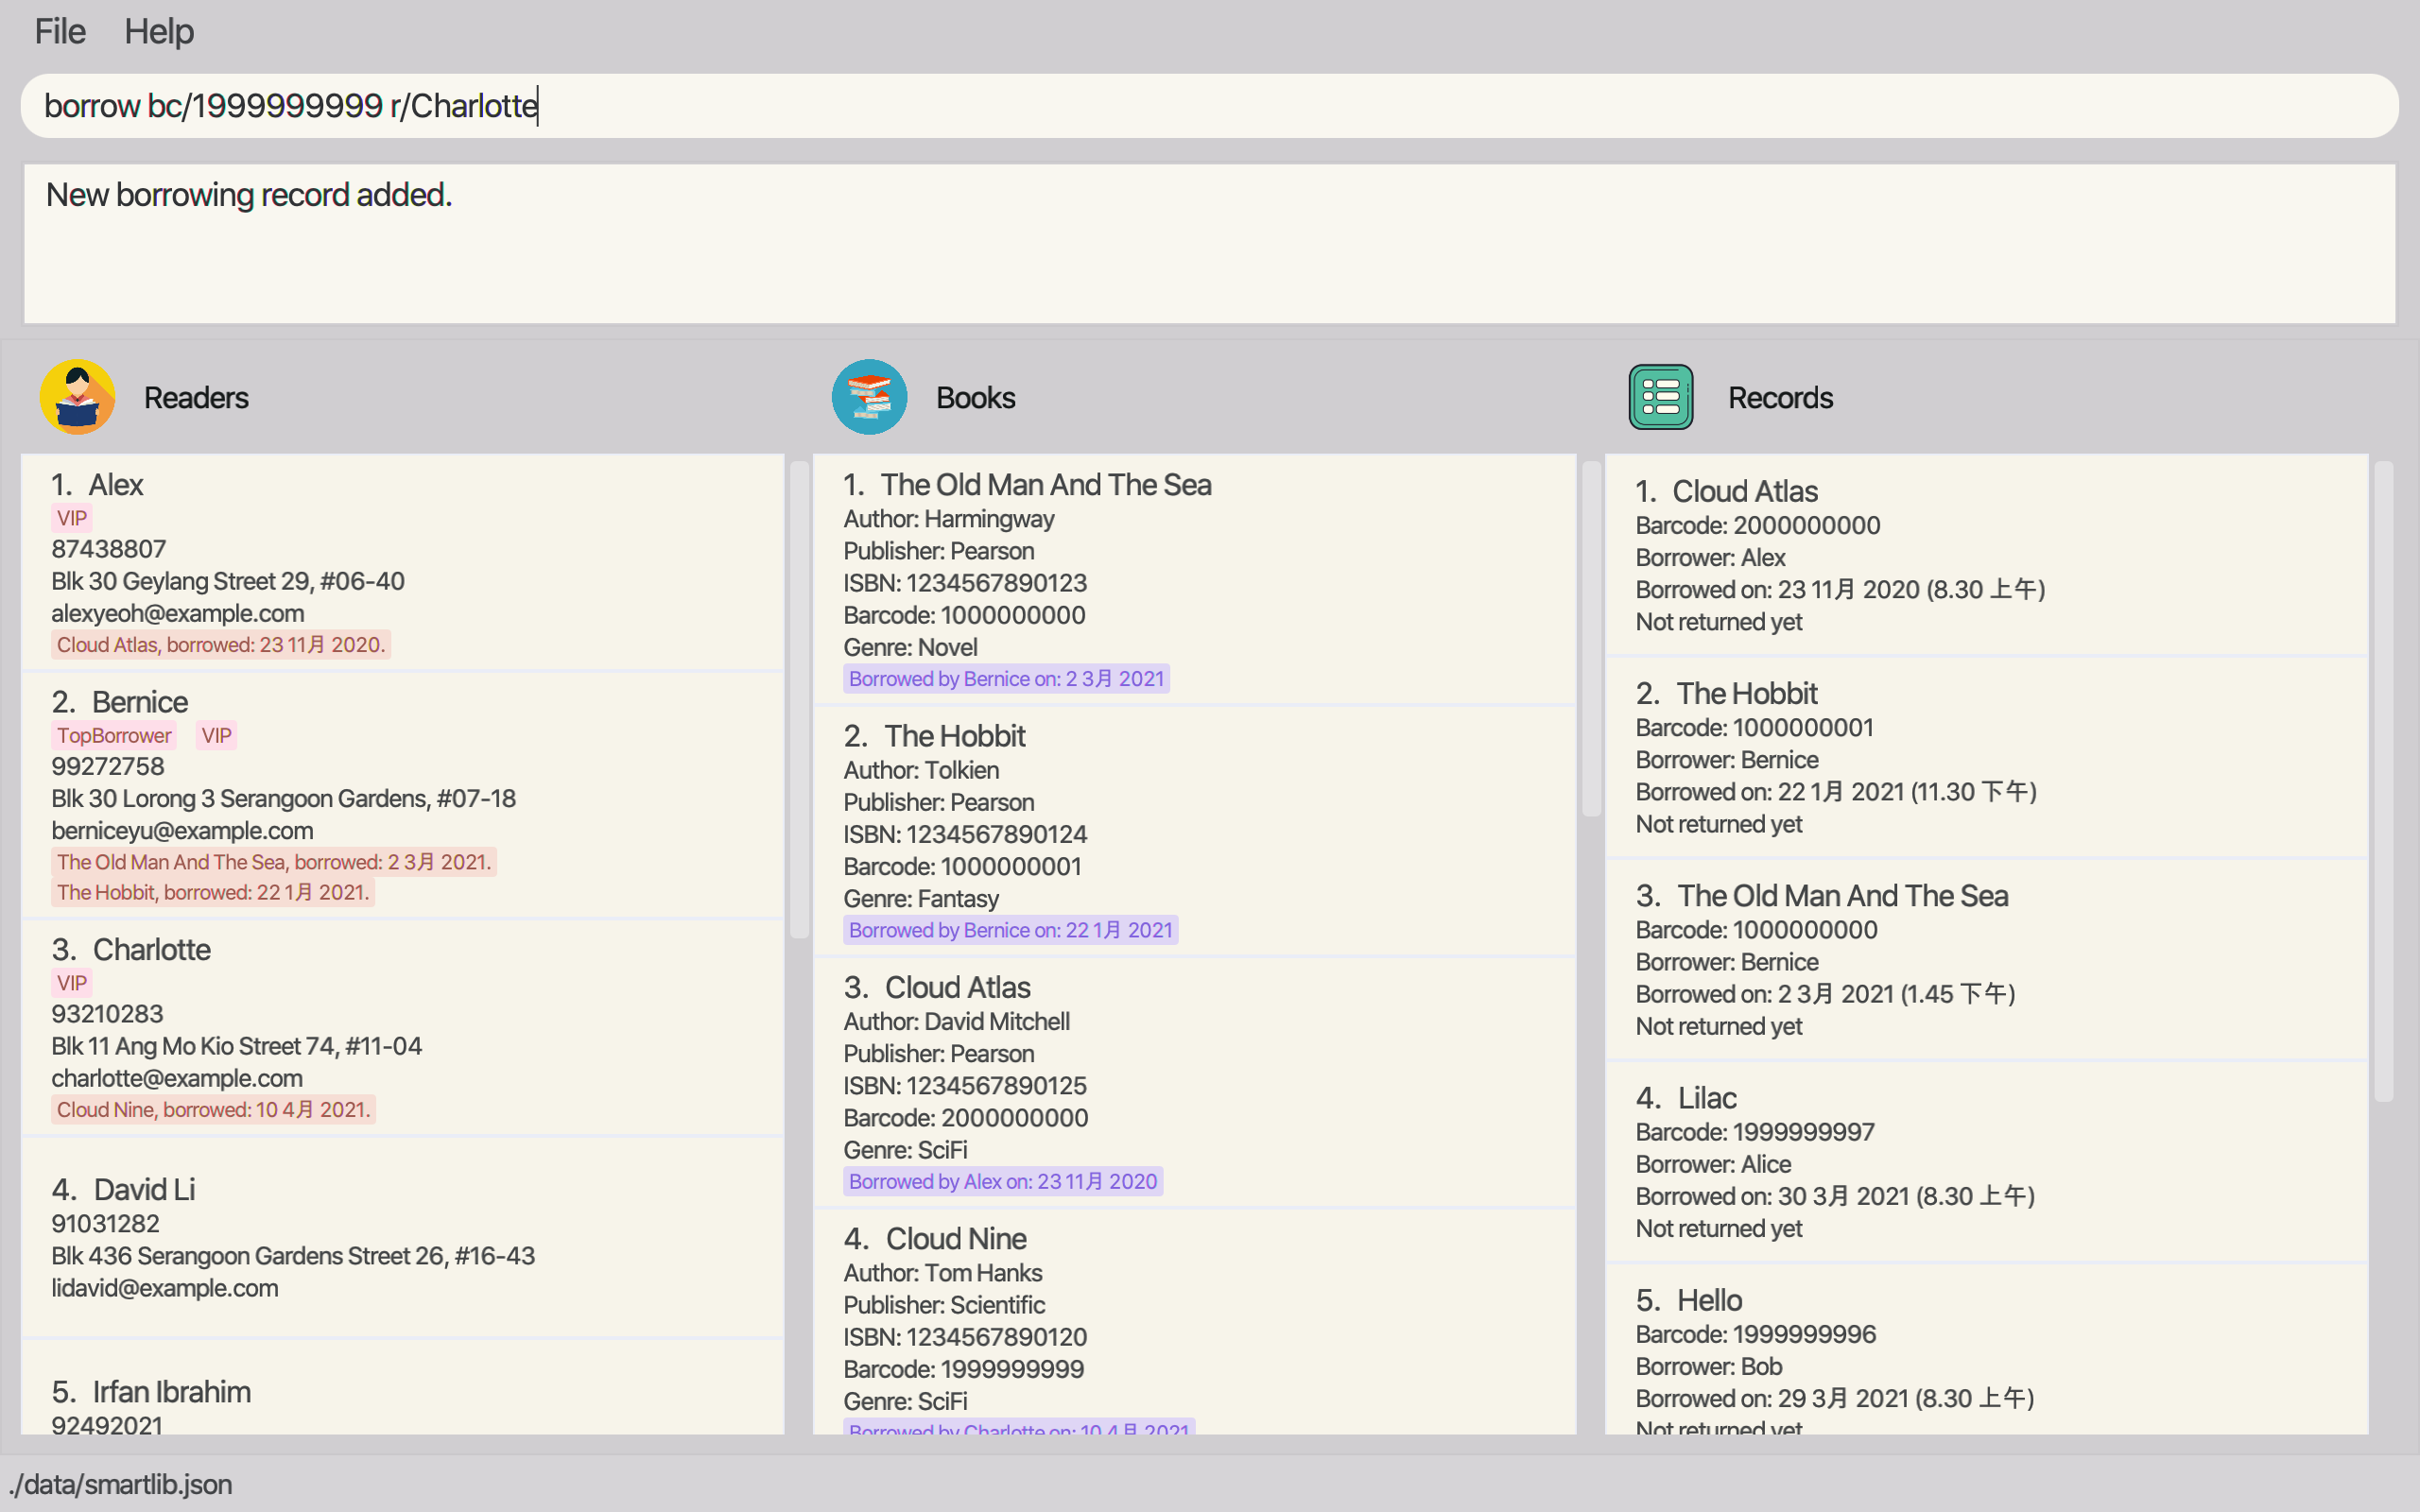 File Help
borrow bc/1999999999 r/Charlotte
New borrowing record added.
Readers
1. Alex
VIP
87438807
Blk 30 Geylang Street 29, #06-40
alexyeoh@example.com
Cloud Atlas, borrowed: 23 11月 2020.
2. Bernice
TopBorrower VIP
99272758
Blk 30 Lorong 3 Serangoon Gardens, #07-18
berniceyu@example.com
The Old Man And The Sea, borrowed: 2 3月 2021.
The Hobbit, borrowed: 22 1月 2021.
3. Charlotte
VIP
93210283
Blk 11 Ang Mo Kio Street 74, #11-04
charlotte@example.com
Cloud Nine, borrowed: 10 4月 2021.
4. David Li
91031282
Blk 436 Serangoon Gardens Street 26, #16-43
lidavid@example.com
5. Irfan Ibrahim
92492021
Books
1. The Old Man And The Sea
Author: Harmingway
Publisher: Pearson
ISBN: 1234567890123
Barcode: 1000000000
Genre: Novel
Borrowed by Bernice on: 2 3月 2021
2. The Hobbit
Author: Tolkien
Publisher: Pearson
ISBN: 1234567890124
Barcode: 1000000001
Genre: Fantasy
Borrowed by Bernice on: 22 1月 2021
3. Cloud Atlas
Author: David Mitchell
Publisher: Pearson
ISBN: 1234567890125
Barcode: 2000000000
Genre: SciFi
Borrowed by Alex on: 23 11月 2020
4. Cloud Nine
Author: Tom Hanks
Publisher: Scientific
ISBN: 1234567890120
Barcode: 1999999999
Genre: SciFi
Borrowed by Charlotte on: 10 4月 2021
Records
1. Cloud Atlas
Barcode: 2000000000
Borrower: Alex
Borrowed on: 23 11月 2020 (8.30 上午)
Not returned yet
2. The Hobbit
Barcode: 1000000001
Borrower: Bernice
Borrowed on: 22 1月 2021 (11.30 下午)
Not returned yet
3. The Old Man And The Sea
Barcode: 1000000000
Borrower: Bernice
Borrowed on: 2 3月 2021 (1.45 下午)
Not returned yet
4. Lilac
Barcode: 1999999997
Borrower: Alice
Borrowed on: 30 3月 2021 (8.30 上午)
Not returned yet
5. Hello
Barcode: 1999999996
Borrower: Bob
Borrowed on: 29 3月 2021 (8.30 上午)
Not returned yet
./data/smartlib.json